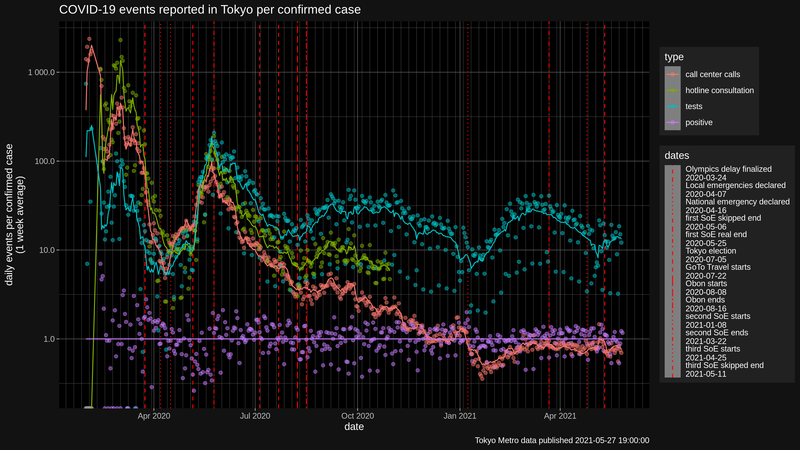 COVID-19 events reported in Tokyo per confirmed case
daily events per confirmed case
(1 week average)
1 000.0
100.0
10.0
1.0
Apr 2020
Jul 2020
Oct 2020
Jan 2021
Apr 2021
date
type
call center calls
hotline consultation
tests
positive
dates
Olympics delay finalized
2020-03-24
Local emergencies declared
2020-04-07
National emergency declared
2020-04-16
first SoE skipped end
2020-05-06
first SoE real end
2020-05-25
Tokyo election
2020-07-05
GoTo Travel starts
2020-07-22
Obon starts
2020-08-08
Obon ends
2020-08-16
second SoE starts
2021-01-08
second SoE ends
2021-03-22
third SoE starts
2021-04-25
third SoE skipped end
2021-05-11
Tokyo Metro data published 2021-05-27 19:00:00